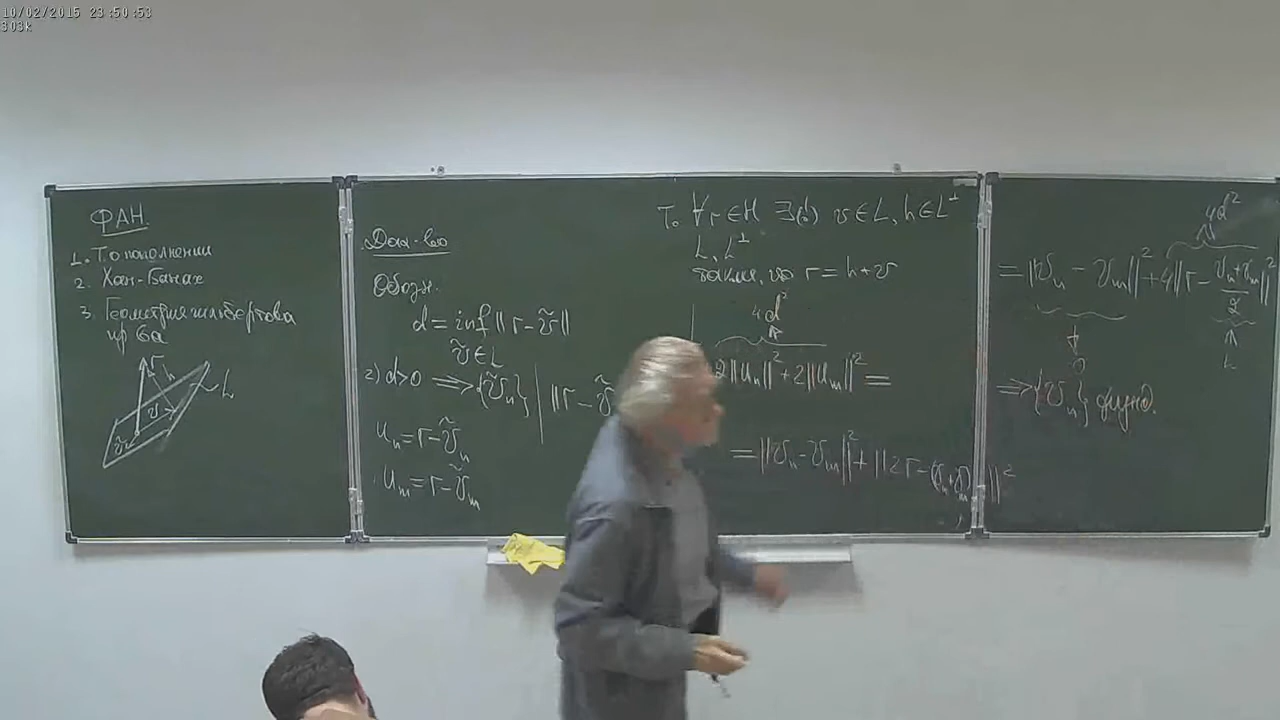 10/02/2015 23:50:53
303k
ФАН.
1. То пополнении
2. Хан-Банах
3. Геометрия гильбертова
пр-ва
r
h
v
ṽ
L
Док-во
Обозн.
d = inf ||r - ṽ||
ṽ ∈ L
2) d>0 ⟹ {ṽₙ} | ||r - ṽ
uₙ = r - ṽₙ
uₘ = r - ṽₘ
T. ∀ r ∈ H ∃(!) v ∈ L, h ∈ L^⊥
L, L^⊥
такие, что r = h + v
4d²
2||uₙ||² + 2||uₘ||² =
= ||vₙ - vₘ||² + ||2r - (vₙ+vₘ)||²
4d²
= ||vₙ - vₘ||² + 4||r - (vₙ+vₘ)/2||²
0
L
⟹ {vₙ} фунд.